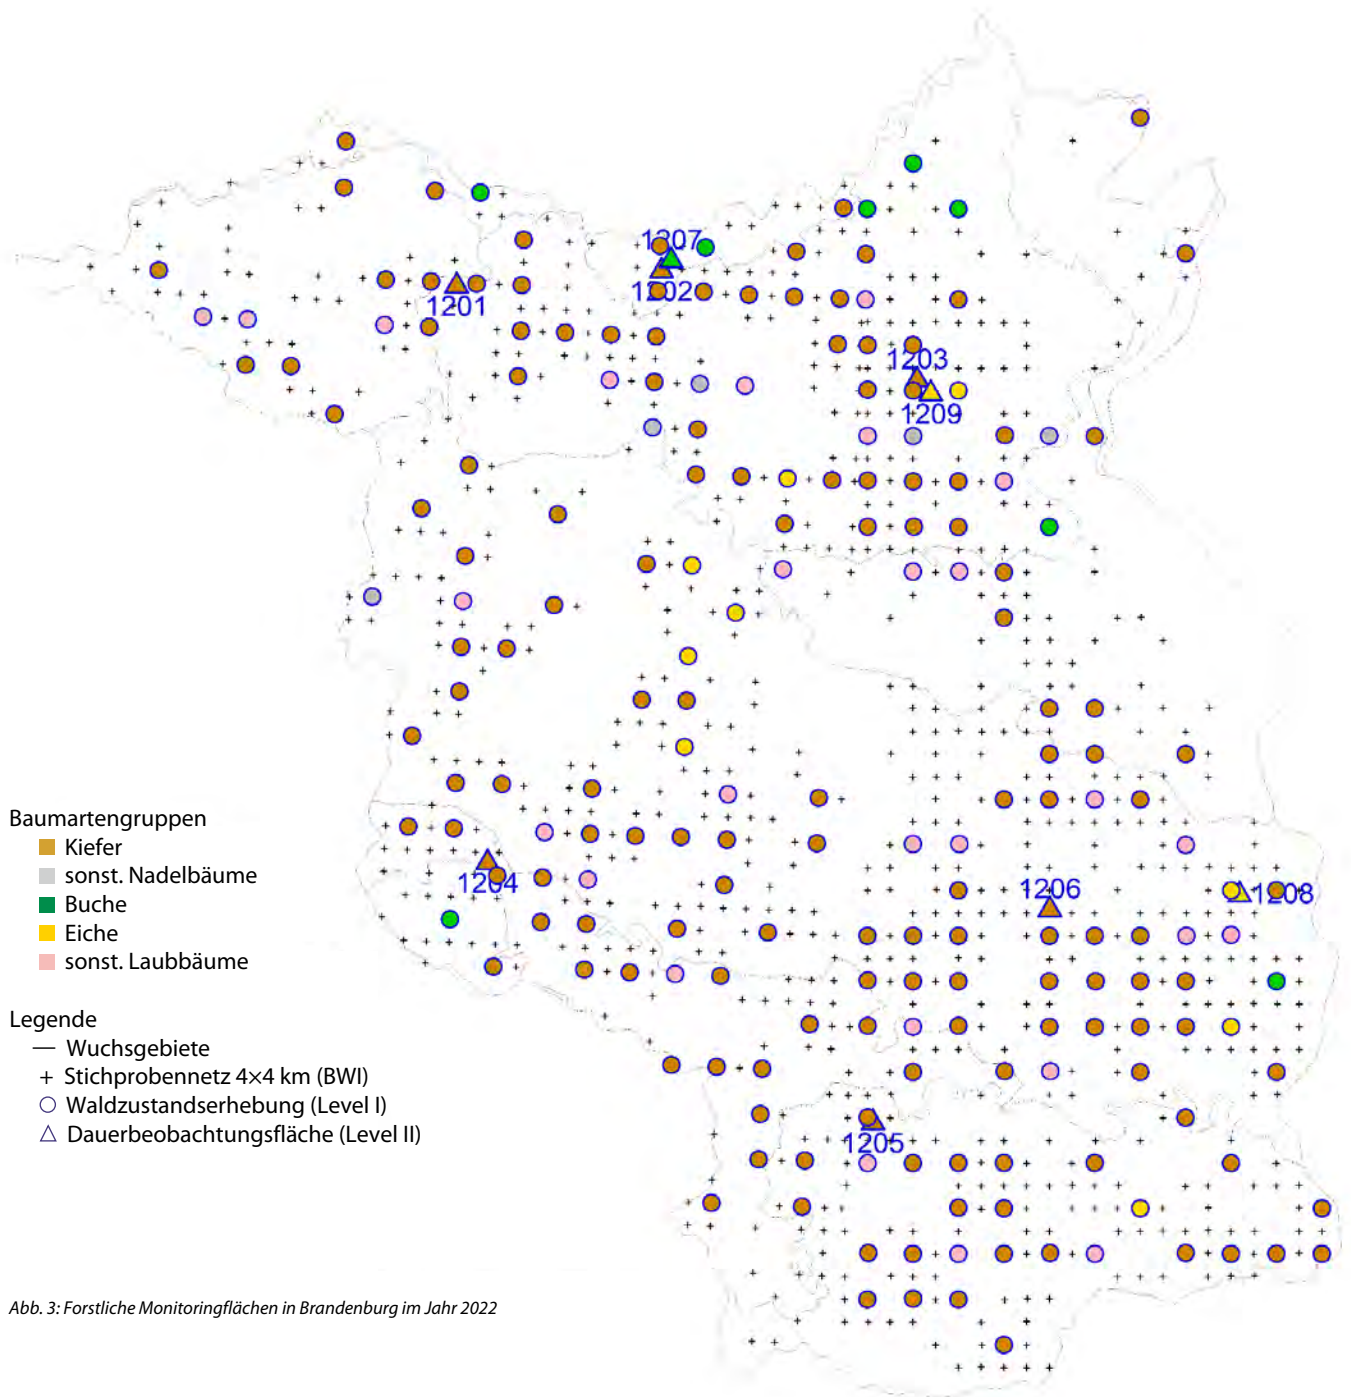 1207
1202
1201
1203
1209
Baumartengruppen
Kiefer
sonst. Nadelbäume
Buche
Eiche
sonst. Laubbäume
1204
1206
1208
Legende
Wuchsgebiete
Stichprobennetz 4×4 km (BWI)
Waldzustandserhebung (Level I)
Dauerbeobachtungsfläche (Level II)
1205
Abb. 3: Forstliche Monitoringflächen in Brandenburg im Jahr 2022